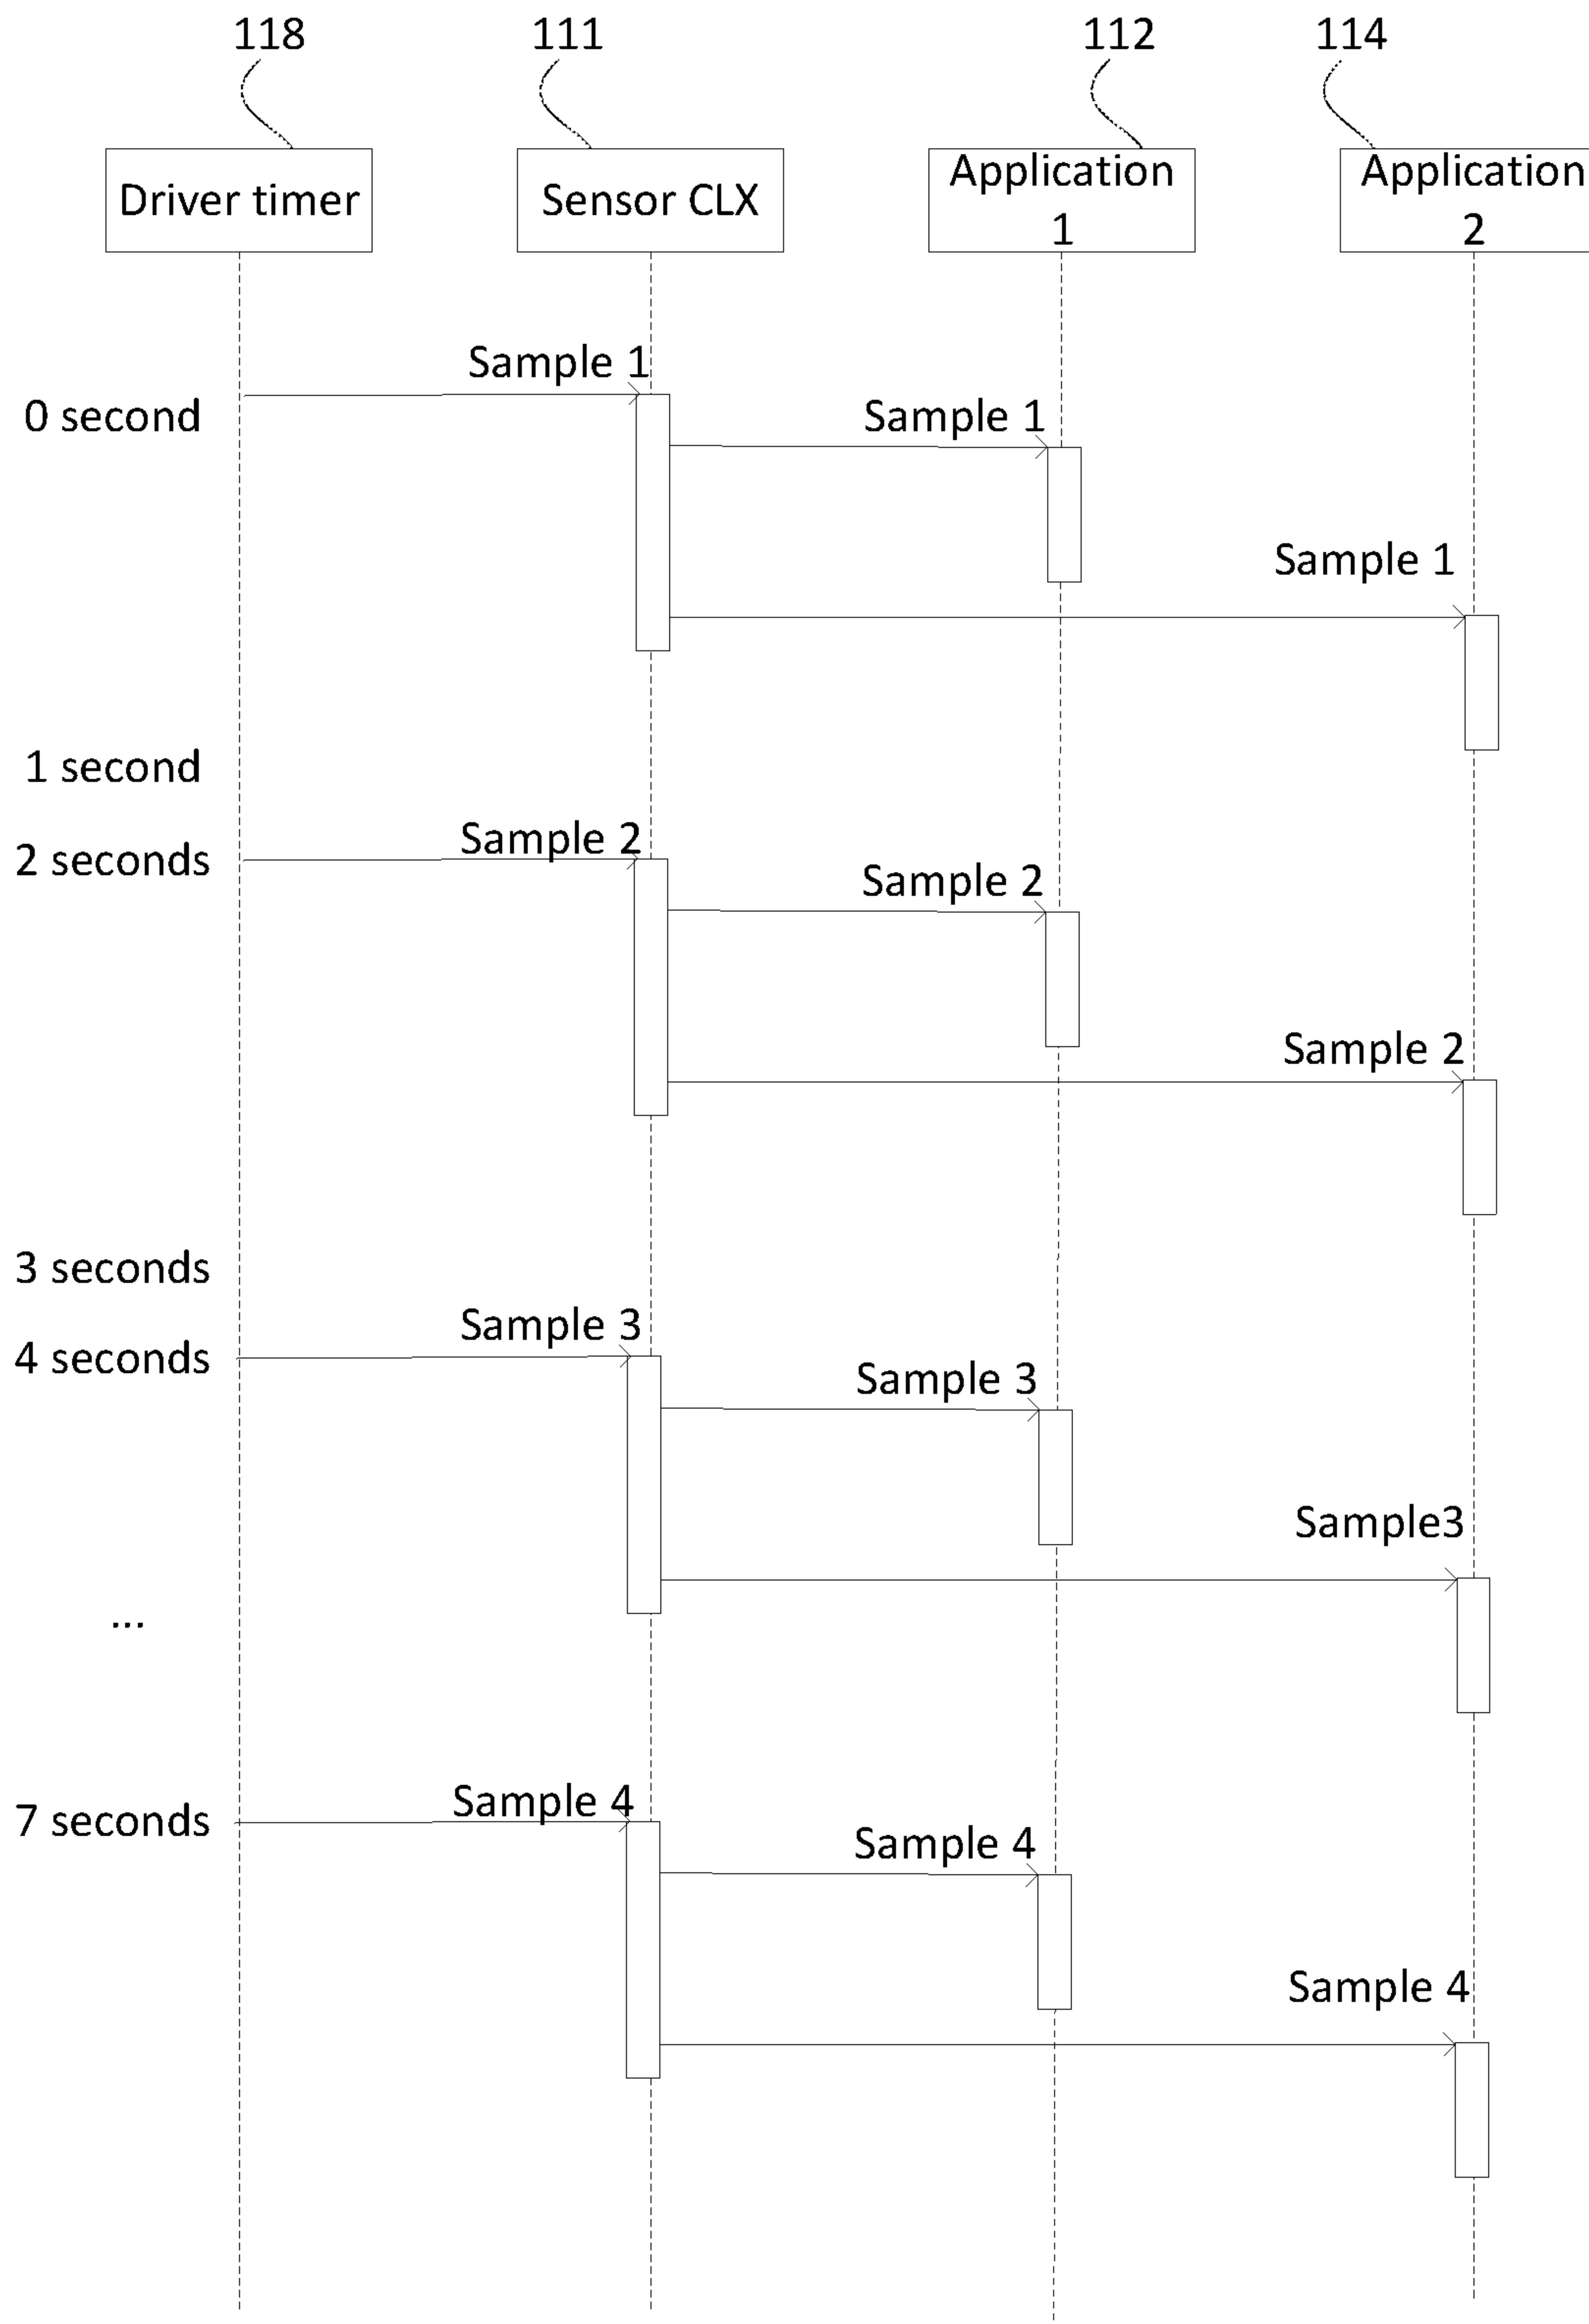 118
111
112
114
Driver timer
Sensor CLX
Application
1
Application
2
Sample 1
0 second
Sample 1
Sample 1
1 second
Sample 2
2 seconds
Sample 2
Sample 2
3 seconds
Sample 3
4 seconds
Sample 3
Sample3
...
Sample 4
7 seconds
Sample 4
Sample 4